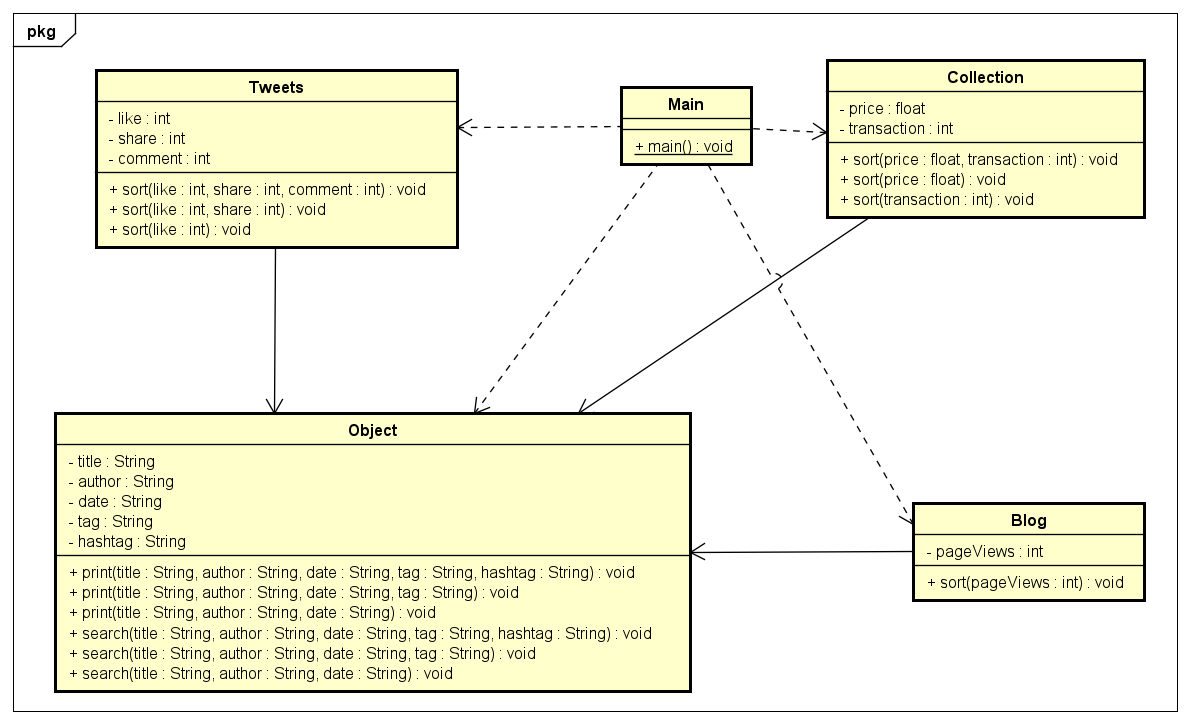 pkg
Tweets
- like : int
- share : int
- comment : int
+ sort(like : int, share : int, comment : int) : void
+ sort(like : int, share : int) : void
+ sort(like : int) : void
Main
+ main() : void
Collection
- price : float
- transaction : int
+ sort(price : float, transaction : int) : void
+ sort(price : float) : void
+ sort(transaction : int) : void
Object
- title : String
- author : String
- date : String
- tag : String
- hashtag : String
+ print(title : String, author : String, date : String, tag : String, hashtag : String) : void
+ print(title : String, author : String, date : String, tag : String) : void
+ print(title : String, author : String, date : String) : void
+ search(title : String, author : String, date : String, tag : String, hashtag : String) : void
+ search(title : String, author : String, date : String, tag : String) : void
+ search(title : String, author : String, date : String) : void
Blog
- pageViews : int
+ sort(pageViews : int) : void